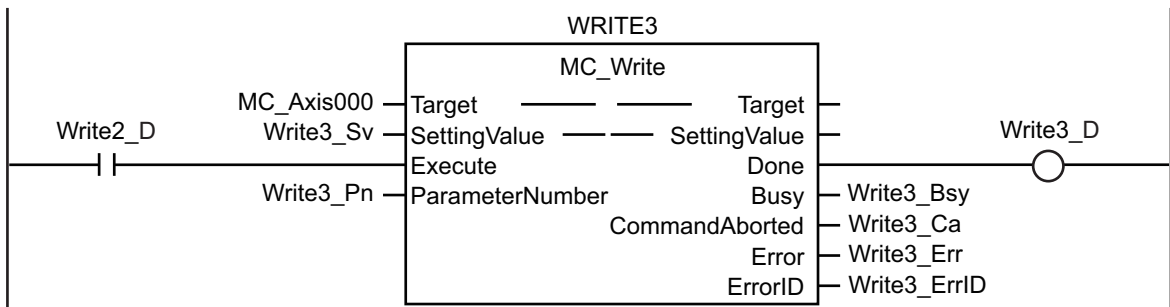 WRITE3
MC_Write
MC_Axis000 Target Target
Write2_D Write3_Sv SettingValue SettingValue Write3_D
Execute Done
Write3_Pn ParameterNumber Busy Write3_Bsy
CommandAborted Write3_Ca
Error Write3_Err
ErrorID Write3_ErrID